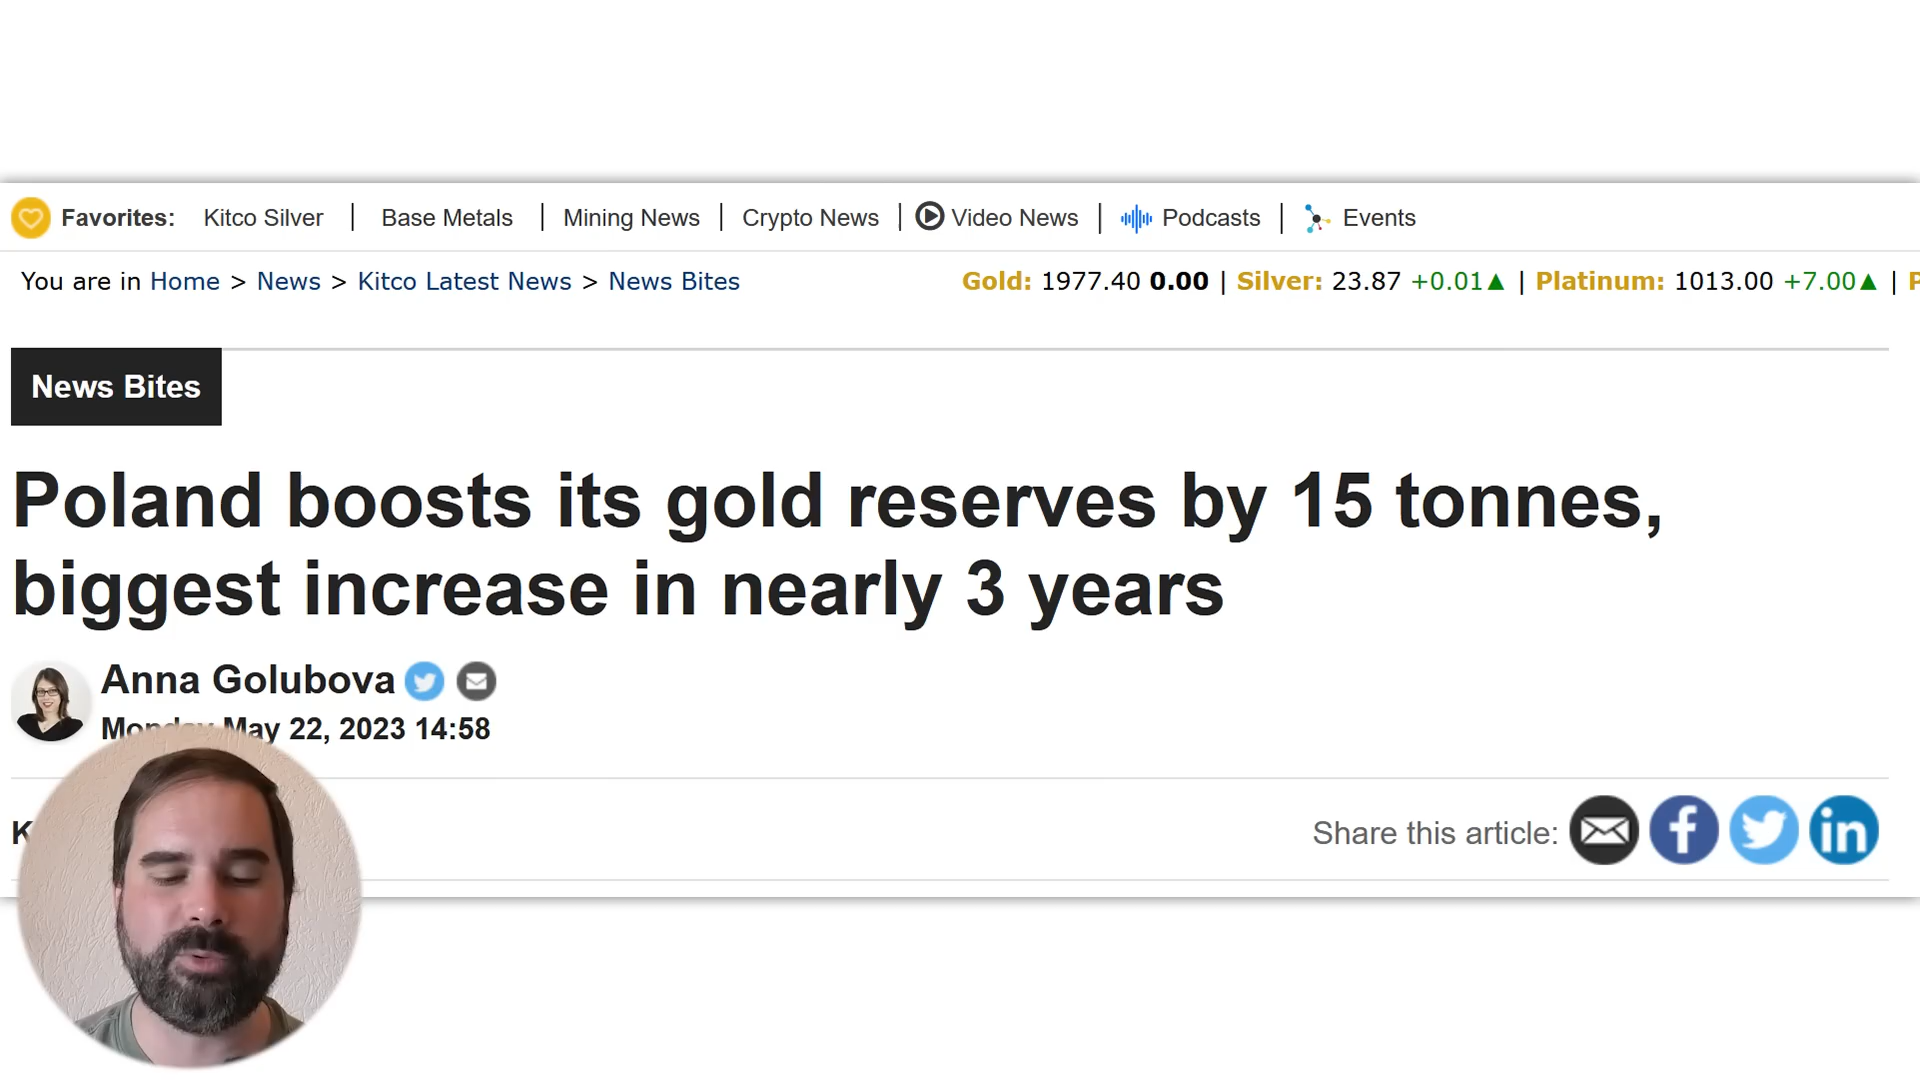 Favorites: Kitco Silver | Base Metals | Mining News | Crypto News | Video News | Podcasts | Events
You are in Home > News > Kitco Latest News > News Bites
Gold: 1977.40 0.00 | Silver: 23.87 +0.01▲ | Platinum: 1013.00 +7.00▲ |
News Bites
Poland boosts its gold reserves by 15 tonnes,
biggest increase in nearly 3 years
Anna Golubova
Monday May 22, 2023 14:58
Share this article: